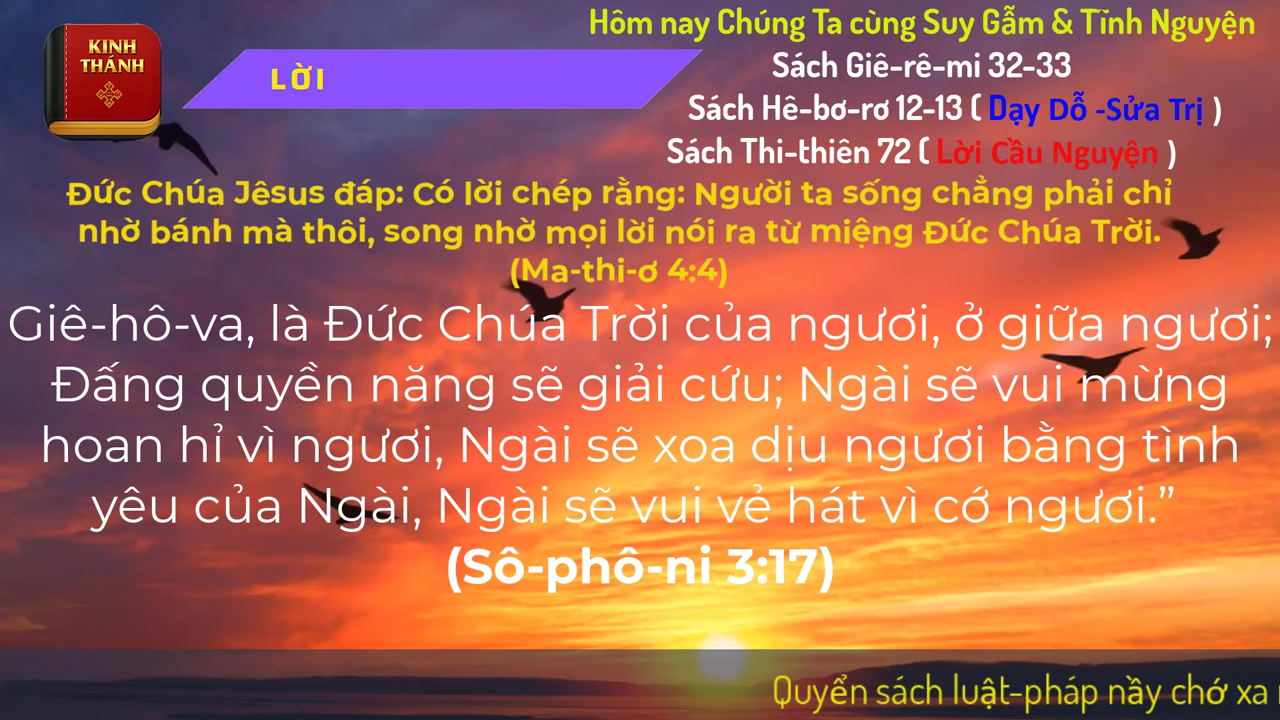 KINH
THÁNH
LỜI
Hôm nay Chúng Ta cùng Suy Gẫm & Tĩnh Nguyện
Sách Giê-rê-mi 32-33
Sách Hê-bơ-rơ 12-13 ( Dạy Dỗ -Sửa Trị )
Sách Thi-thiên 72 ( Lời Cầu Nguyện )
Đức Chúa Jêsus đáp: Có lời chép rằng: Người ta sống chẳng phải chỉ
nhờ bánh mà thôi, song nhờ mọi lời nói ra từ miệng Đức Chúa Trời.
(Ma-thi-ơ 4:4)
Giê-hô-va, là Đức Chúa Trời của ngươi, ở giữa ngươi;
Đấng quyền năng sẽ giải cứu; Ngài sẽ vui mừng
hoan hỉ vì ngươi, Ngài sẽ xoa dịu ngươi bằng tình
yêu của Ngài, Ngài sẽ vui vẻ hát vì cớ ngươi.”
(Sô-phô-ni 3:17)
Quyển sách luật-pháp nầy chớ xa